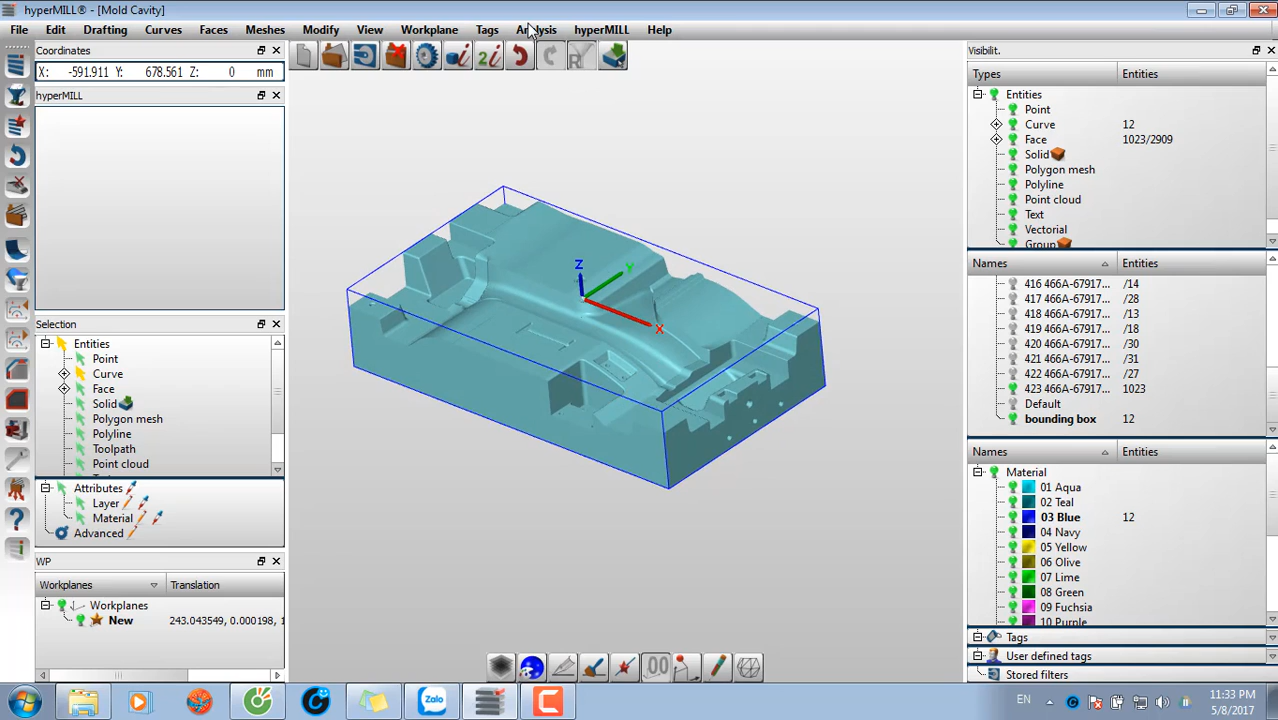 hyperMILL® - [Mold Cavity]
File Edit Drafting Curves Faces Meshes Modify View Workplane Tags Analysis hyperMILL Help
Coordinates
X: -591.911 Y: 678.561 Z: 0 mm
hyperMILL
Selection
Entities
Point
Curve
Face
Solid
Polygon mesh
Polyline
Toolpath
Point cloud
Attributes
Layer
Material
Advanced
WP
Workplanes Translation
Workplanes
New 243.043549, 0.000198, 1
Z
Y
X
Visibilit.
Types Entities
Entities
Point
Curve 12
Face 1023/2909
Solid
Polygon mesh
Polyline
Point cloud
Text
Vectorial
Group
Names Entities
416 466A-67917... /14
417 466A-67917... /28
418 466A-67917... /13
419 466A-67917... /18
420 466A-67917... /30
421 466A-67917... /31
422 466A-67917... /27
423 466A-67917... 1023
Default
bounding box 12
Names Entities
Material
01 Aqua
02 Teal
03 Blue 12
04 Navy
05 Yellow
06 Olive
07 Lime
08 Green
09 Fuchsia
10 Purple
Tags
User defined tags
Stored filters
Zalo
EN
11:33 PM
5/8/2017